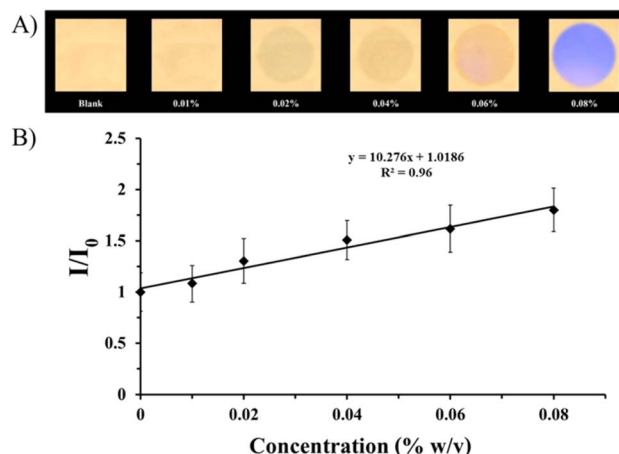 A)
Blank 0.01% 0.02% 0.04% 0.06% 0.08%
B)
y = 10.276x + 1.0186
R² = 0.96
I/I₀
2.5
2
1.5
1
0.5
0
0 0.02 0.04 0.06 0.08
Concentration (% w/v)